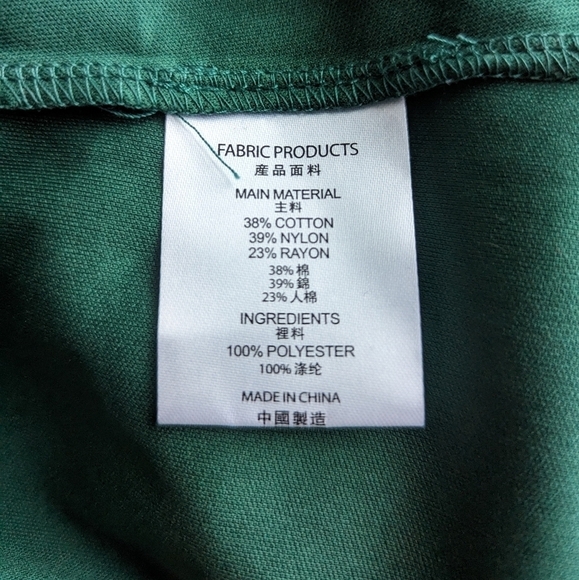 FABRIC PRODUCTS
産品面料
MAIN MATERIAL
主料
38% COTTON
39% NYLON
23% RAYON
38% 棉
39% 錦
23% 人棉
INGREDIENTS
裡料
100% POLYESTER
100% 涤纶
MADE IN CHINA
中國製造